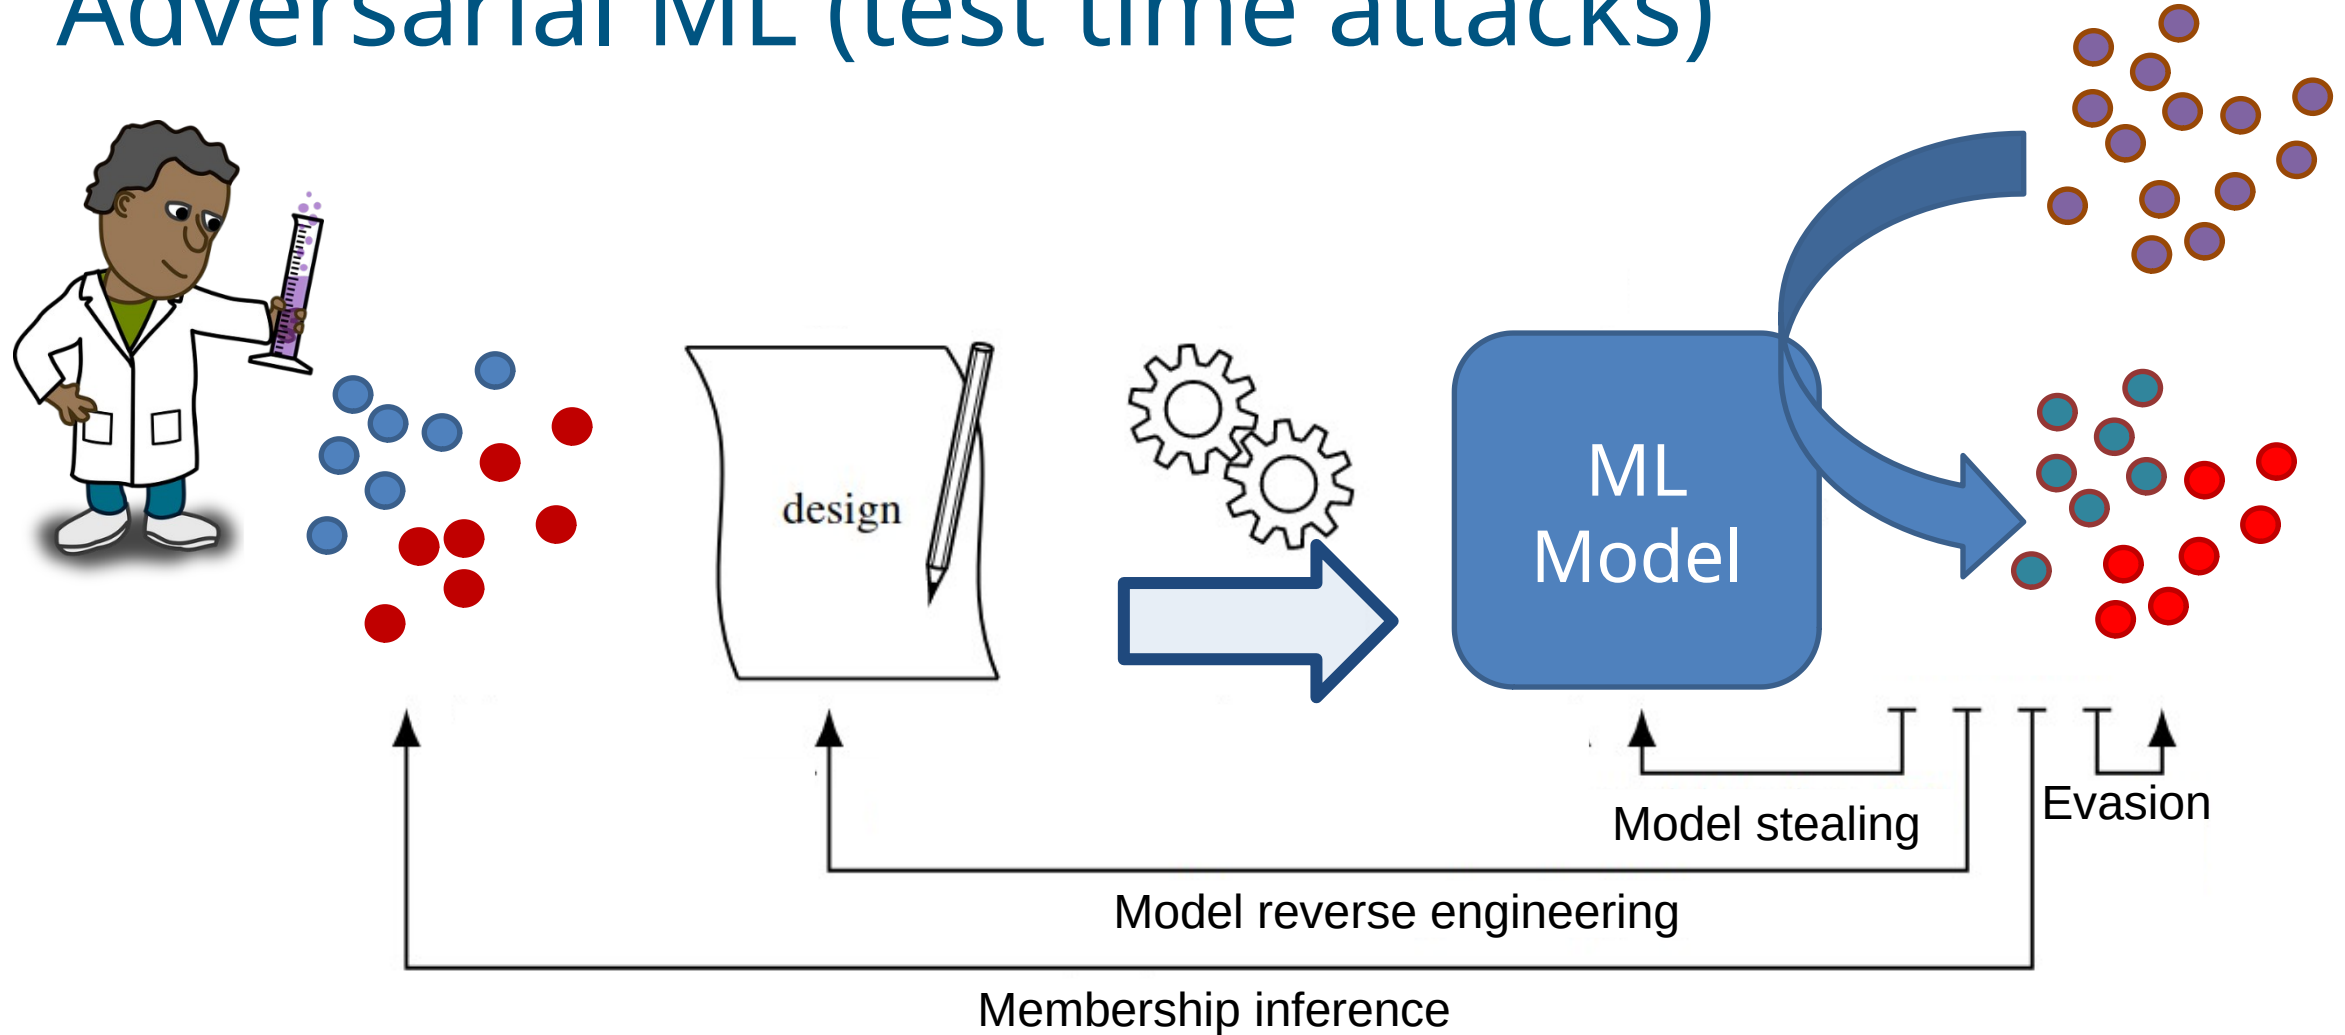 Adversarial ML (test time attacks)
design
ML
Model
Evasion
Model stealing
Model reverse engineering
Membership inference